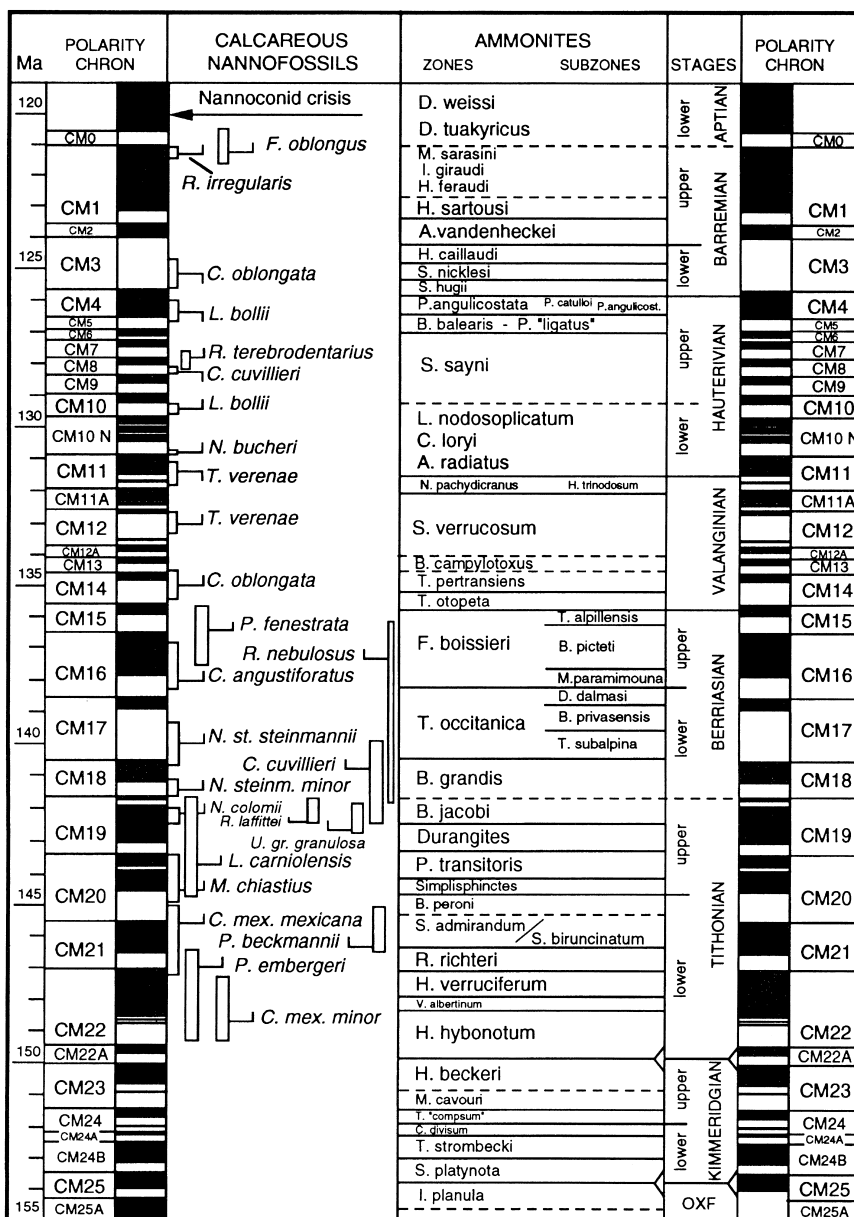 Ma
POLARITY
CHRON
CALCAREOUS
NANNOFOSSILS
AMMONITES
ZONES SUBZONES
STAGES
POLARITY
CHRON
120
125
130
135
140
145
150
155
CM0
CM1
CM2
CM3
CM4
CM5
CM6
CM7
CM8
CM9
CM10
CM10 N
CM11
CM11A
CM12
CM12A
CM13
CM14
CM15
CM16
CM17
CM18
CM19
CM20
CM21
CM22
CM22A
CM23
CM24
CM24A
CM24B
CM25
CM25A
Nannoconid crisis
F. oblongus
R. irregularis
C. oblongata
L. bollii
R. terebrodentarius
C. cuvillieri
L. bollii
N. bucheri
T. verenae
T. verenae
C. oblongata
P. fenestrata
R. nebulosus
C. angustiforatus
N. st. steinmannii
C. cuvillieri
N. steinm. minor
N. colomii
R. laffittei
U. gr. granulosa
L. carniolensis
M. chiastius
C. mex. mexicana
P. beckmannii
P. embergeri
C. mex. minor
D. weissi
D. tuakyricus
M. sarasini
I. giraudi
H. feraudi
H. sartousi
A.vandenheckei
H. caillaudi
S. nicklesi
S. hugii
P.angulicostata P. catulloi P.angulicost.
B. balearis - P. "ligatus"
S. sayni
L. nodosoplicatum
C. loryi
A. radiatus
N. pachydicranus H. trinodosum
S. verrucosum
B. campylotoxus
T. pertransiens
T. otopeta
T. alpillensis
F. boissieri B. picteti
M.paramimouna
D. dalmasi
T. occitanica B. privasensis
T. subalpina
B. grandis
B. jacobi
Durangites
P. transitoris
Simplisphinctes
B. peroni
S. admirandum
/ S. biruncinatum
R. richteri
H. verruciferum
V. albertinum
H. hybonotum
H. beckeri
M. cavouri
T. "compsum"
C. divisum
T. strombecki
S. platynota
I. planula
lower
APTIAN
upper
lower
BARREMIAN
upper
lower
HAUTERIVIAN
VALANGINIAN
upper
lower
BERRIASIAN
upper
lower
TITHONIAN
upper
lower
KIMMERIDGIAN
OXF
CM0
CM1
CM2
CM3
CM4
CM5
CM6
CM7
CM8
CM9
CM10
CM10 N
CM11
CM11A
CM12
CM12A
CM13
CM14
CM15
CM16
CM17
CM18
CM19
CM20
CM21
CM22
CM22A
CM23
CM24
CM24A
CM24B
CM25
CM25A